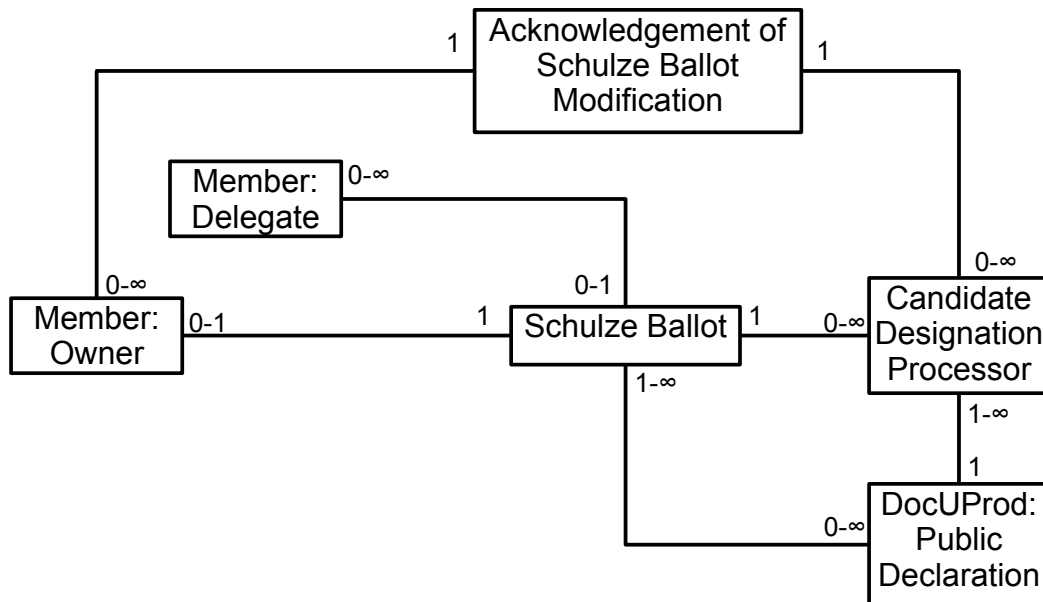 1
Acknowledgement of
Schulze Ballot
Modification
1
Member:
Delegate
0-∞
0-∞
0-1
0-∞
Member:
Owner
0-1
1
Schulze Ballot
1
0-∞
Candidate
Designation
Processor
1-∞
1-∞
1
0-∞
DocUProd:
Public
Declaration